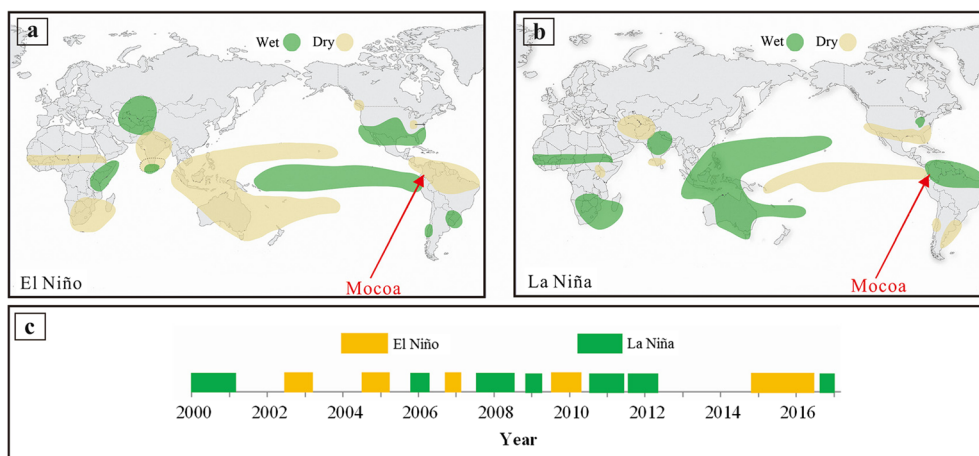 a
Wet Dry
El Niño
Mocoa
b
Wet Dry
La Niña
Mocoa
c
El Niño La Niña
2000 2002 2004 2006 2008 2010 2012 2014 2016
Year